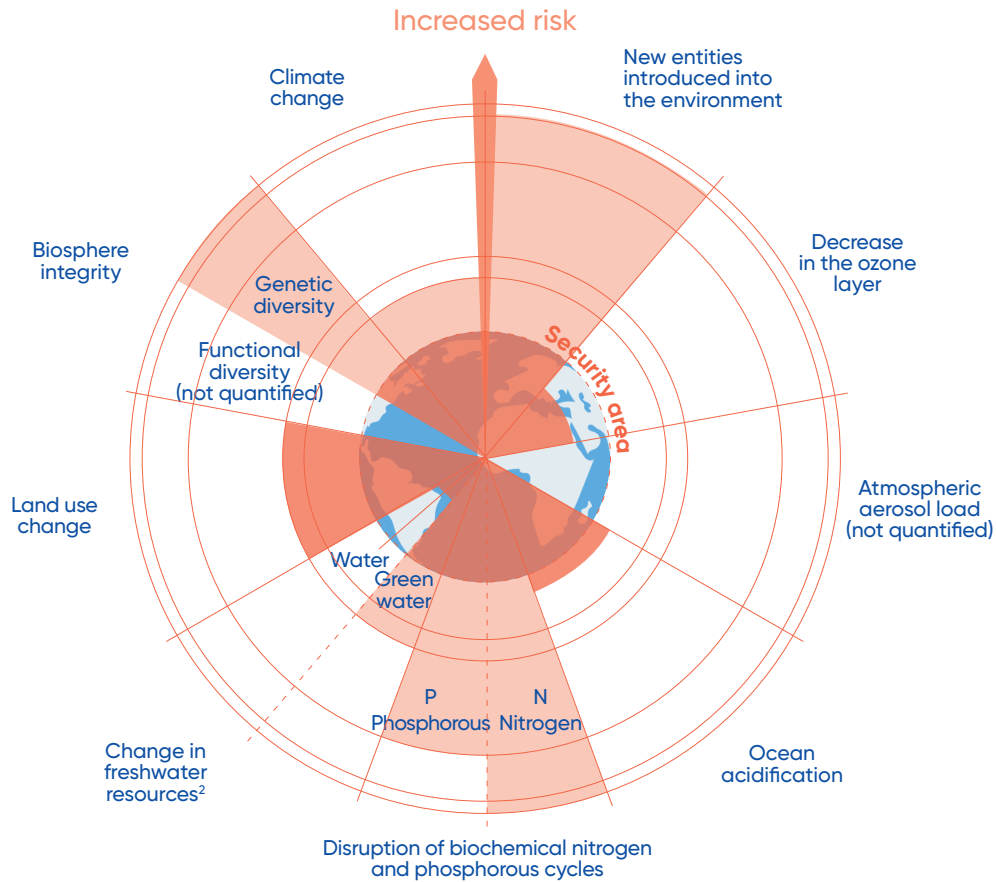 Increased risk
Climate
change
New entities
introduced into
the environment
Biosphere
integrity
Genetic
diversity
Functional
diversity
(not quantified)
Decrease
in the ozone
layer
Security area
Land use
change
Atmospheric
aerosol load
(not quantified)
Water
Green
water
P
Phosphorous
N
Nitrogen
Change in
freshwater
resources²
Ocean
acidification
Disruption of biochemical nitrogen
and phosphorous cycles